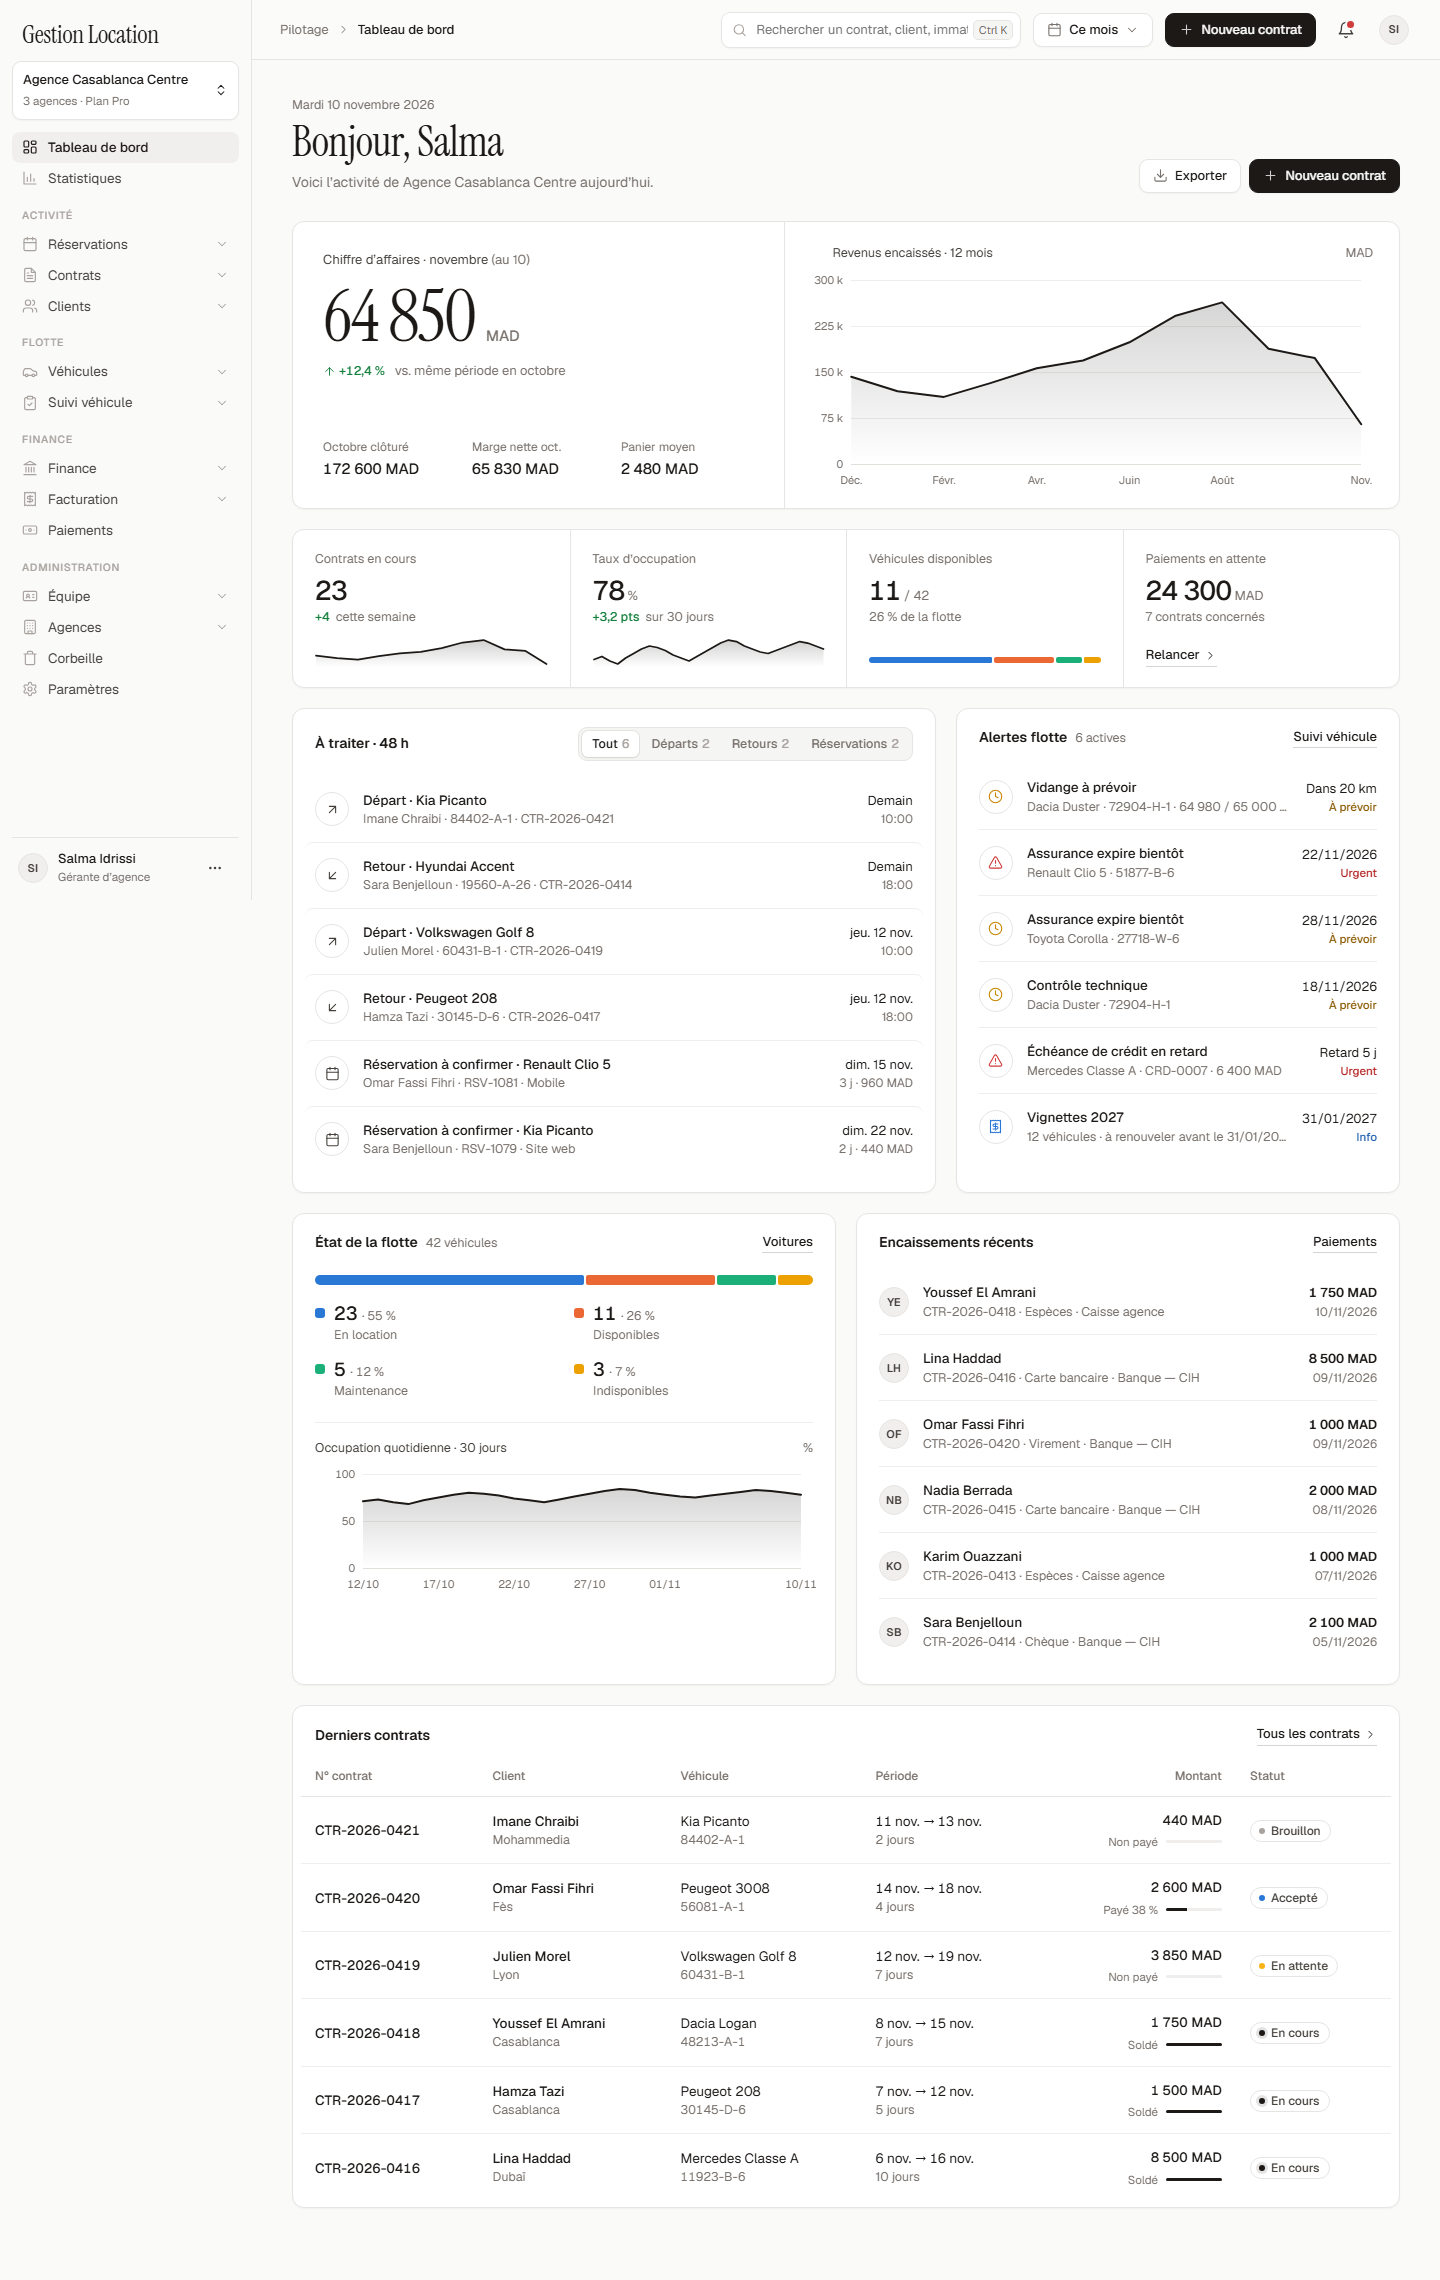 Gestion Location
Agence Casablanca Centre
3 agences · Plan Pro
Tableau de bord
Statistiques
ACTIVITÉ
Réservations
Contrats
Clients
FLOTTE
Véhicules
Suivi véhicule
FINANCE
Finance
Facturation
Paiements
ADMINISTRATION
Équipe
Agences
Corbeille
Paramètres
SI
Salma Idrissi
Gérante d'agence
Pilotage > Tableau de bord
Rechercher un contrat, client, immat Ctrl K
Ce mois
Nouveau contrat
SI
Mardi 10 novembre 2026
Bonjour, Salma
Voici l'activité de Agence Casablanca Centre aujourd'hui.
Exporter
Nouveau contrat
Chiffre d'affaires · novembre (au 10)
64 850 MAD
+12,4 % vs. même période en octobre
Octobre clôturé
172 600 MAD
Marge nette oct.
65 830 MAD
Panier moyen
2 480 MAD
Revenus encaissés · 12 mois
MAD
300 k
225 k
150 k
75 k
0
Déc. Févr. Avr. Juin Août Nov.
Contrats en cours
23
+4 cette semaine
Taux d'occupation
78 %
+3,2 pts sur 30 jours
Véhicules disponibles
11 / 42
26 % de la flotte
Paiements en attente
24 300 MAD
7 contrats concernés
Relancer
À traiter · 48 h
Tout 6 Départs 2 Retours 2 Réservations 2
Départ · Kia Picanto Demain
Imane Chraibi · 84402-A-1 · CTR-2026-0421 10:00
Retour · Hyundai Accent Demain
Sara Benjelloun · 19560-A-26 · CTR-2026-0414 18:00
Départ · Volkswagen Golf 8 jeu. 12 nov.
Julien Morel · 60431-B-1 · CTR-2026-0419 10:00
Retour · Peugeot 208 jeu. 12 nov.
Hamza Tazi · 30145-D-6 · CTR-2026-0417 18:00
Réservation à confirmer · Renault Clio 5 dim. 15 nov.
Omar Fassi Fihri · RSV-1081 · Mobile 3 j · 960 MAD
Réservation à confirmer · Kia Picanto dim. 22 nov.
Sara Benjelloun · RSV-1079 · Site web 2 j · 440 MAD
Alertes flotte 6 actives Suivi véhicule
Vidange à prévoir Dans 20 km
Dacia Duster · 72904-H-1 · 64 980 / 65 000 … À prévoir
Assurance expire bientôt 22/11/2026
Renault Clio 5 · 51877-B-6 Urgent
Assurance expire bientôt 28/11/2026
Toyota Corolla · 27718-W-6 À prévoir
Contrôle technique 18/11/2026
Dacia Duster · 72904-H-1 À prévoir
Échéance de crédit en retard Retard 5 j
Mercedes Classe A · CRD-0007 · 6 400 MAD Urgent
Vignettes 2027 31/01/2027
12 véhicules · à renouveler avant le 31/01/20… Info
État de la flotte 42 véhicules Voitures
23 · 55 %
En location
11 · 26 %
Disponibles
5 · 12 %
Maintenance
3 · 7 %
Indisponibles
Occupation quotidienne · 30 jours %
100
50
0
12/10 17/10 22/10 27/10 01/11 10/11
Encaissements récents Paiements
YE Youssef El Amrani 1 750 MAD
CTR-2026-0418 · Espèces · Caisse agence 10/11/2026
LH Lina Haddad 8 500 MAD
CTR-2026-0416 · Carte bancaire · Banque — CIH 09/11/2026
OF Omar Fassi Fihri 1 000 MAD
CTR-2026-0420 · Virement · Banque — CIH 09/11/2026
NB Nadia Berrada 2 000 MAD
CTR-2026-0415 · Carte bancaire · Banque — CIH 08/11/2026
KO Karim Ouazzani 1 000 MAD
CTR-2026-0413 · Espèces · Caisse agence 07/11/2026
SB Sara Benjelloun 2 100 MAD
CTR-2026-0414 · Chèque · Banque — CIH 05/11/2026
Derniers contrats Tous les contrats
N° contrat Client Véhicule Période Montant Statut
CTR-2026-0421 Imane Chraibi Kia Picanto 11 nov. → 13 nov. 440 MAD Brouillon
Mohammedia 84402-A-1 2 jours Non payé
CTR-2026-0420 Omar Fassi Fihri Peugeot 3008 14 nov. → 18 nov. 2 600 MAD Accepté
Fès 56081-A-1 4 jours Payé 38 %
CTR-2026-0419 Julien Morel Volkswagen Golf 8 12 nov. → 19 nov. 3 850 MAD En attente
Lyon 60431-B-1 7 jours Non payé
CTR-2026-0418 Youssef El Amrani Dacia Logan 8 nov. → 15 nov. 1 750 MAD En cours
Casablanca 48213-A-1 7 jours Soldé
CTR-2026-0417 Hamza Tazi Peugeot 208 7 nov. → 12 nov. 1 500 MAD En cours
Casablanca 30145-D-6 5 jours Soldé
CTR-2026-0416 Lina Haddad Mercedes Classe A 6 nov. → 16 nov. 8 500 MAD En cours
Dubaï 11923-B-6 10 jours Soldé